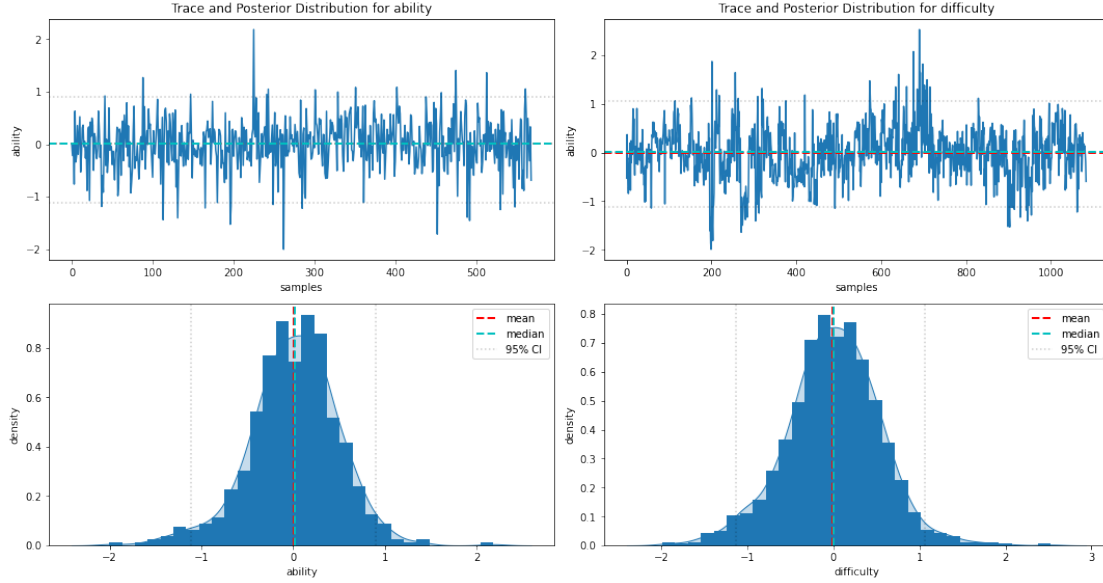 Trace and Posterior Distribution for ability
2
1
0
−1
−2
ability
0 100 200 300 400 500
samples
Trace and Posterior Distribution for difficulty
2
1
0
−1
−2
ability
0 200 400 600 800 1000
samples
0.8
0.6
0.4
0.2
0.0
density
mean
median
95% CI
−2 −1 0 1 2
ability
0.8
0.7
0.6
0.5
0.4
0.3
0.2
0.1
0.0
density
mean
median
95% CI
−2 −1 0 1 2 3
difficulty